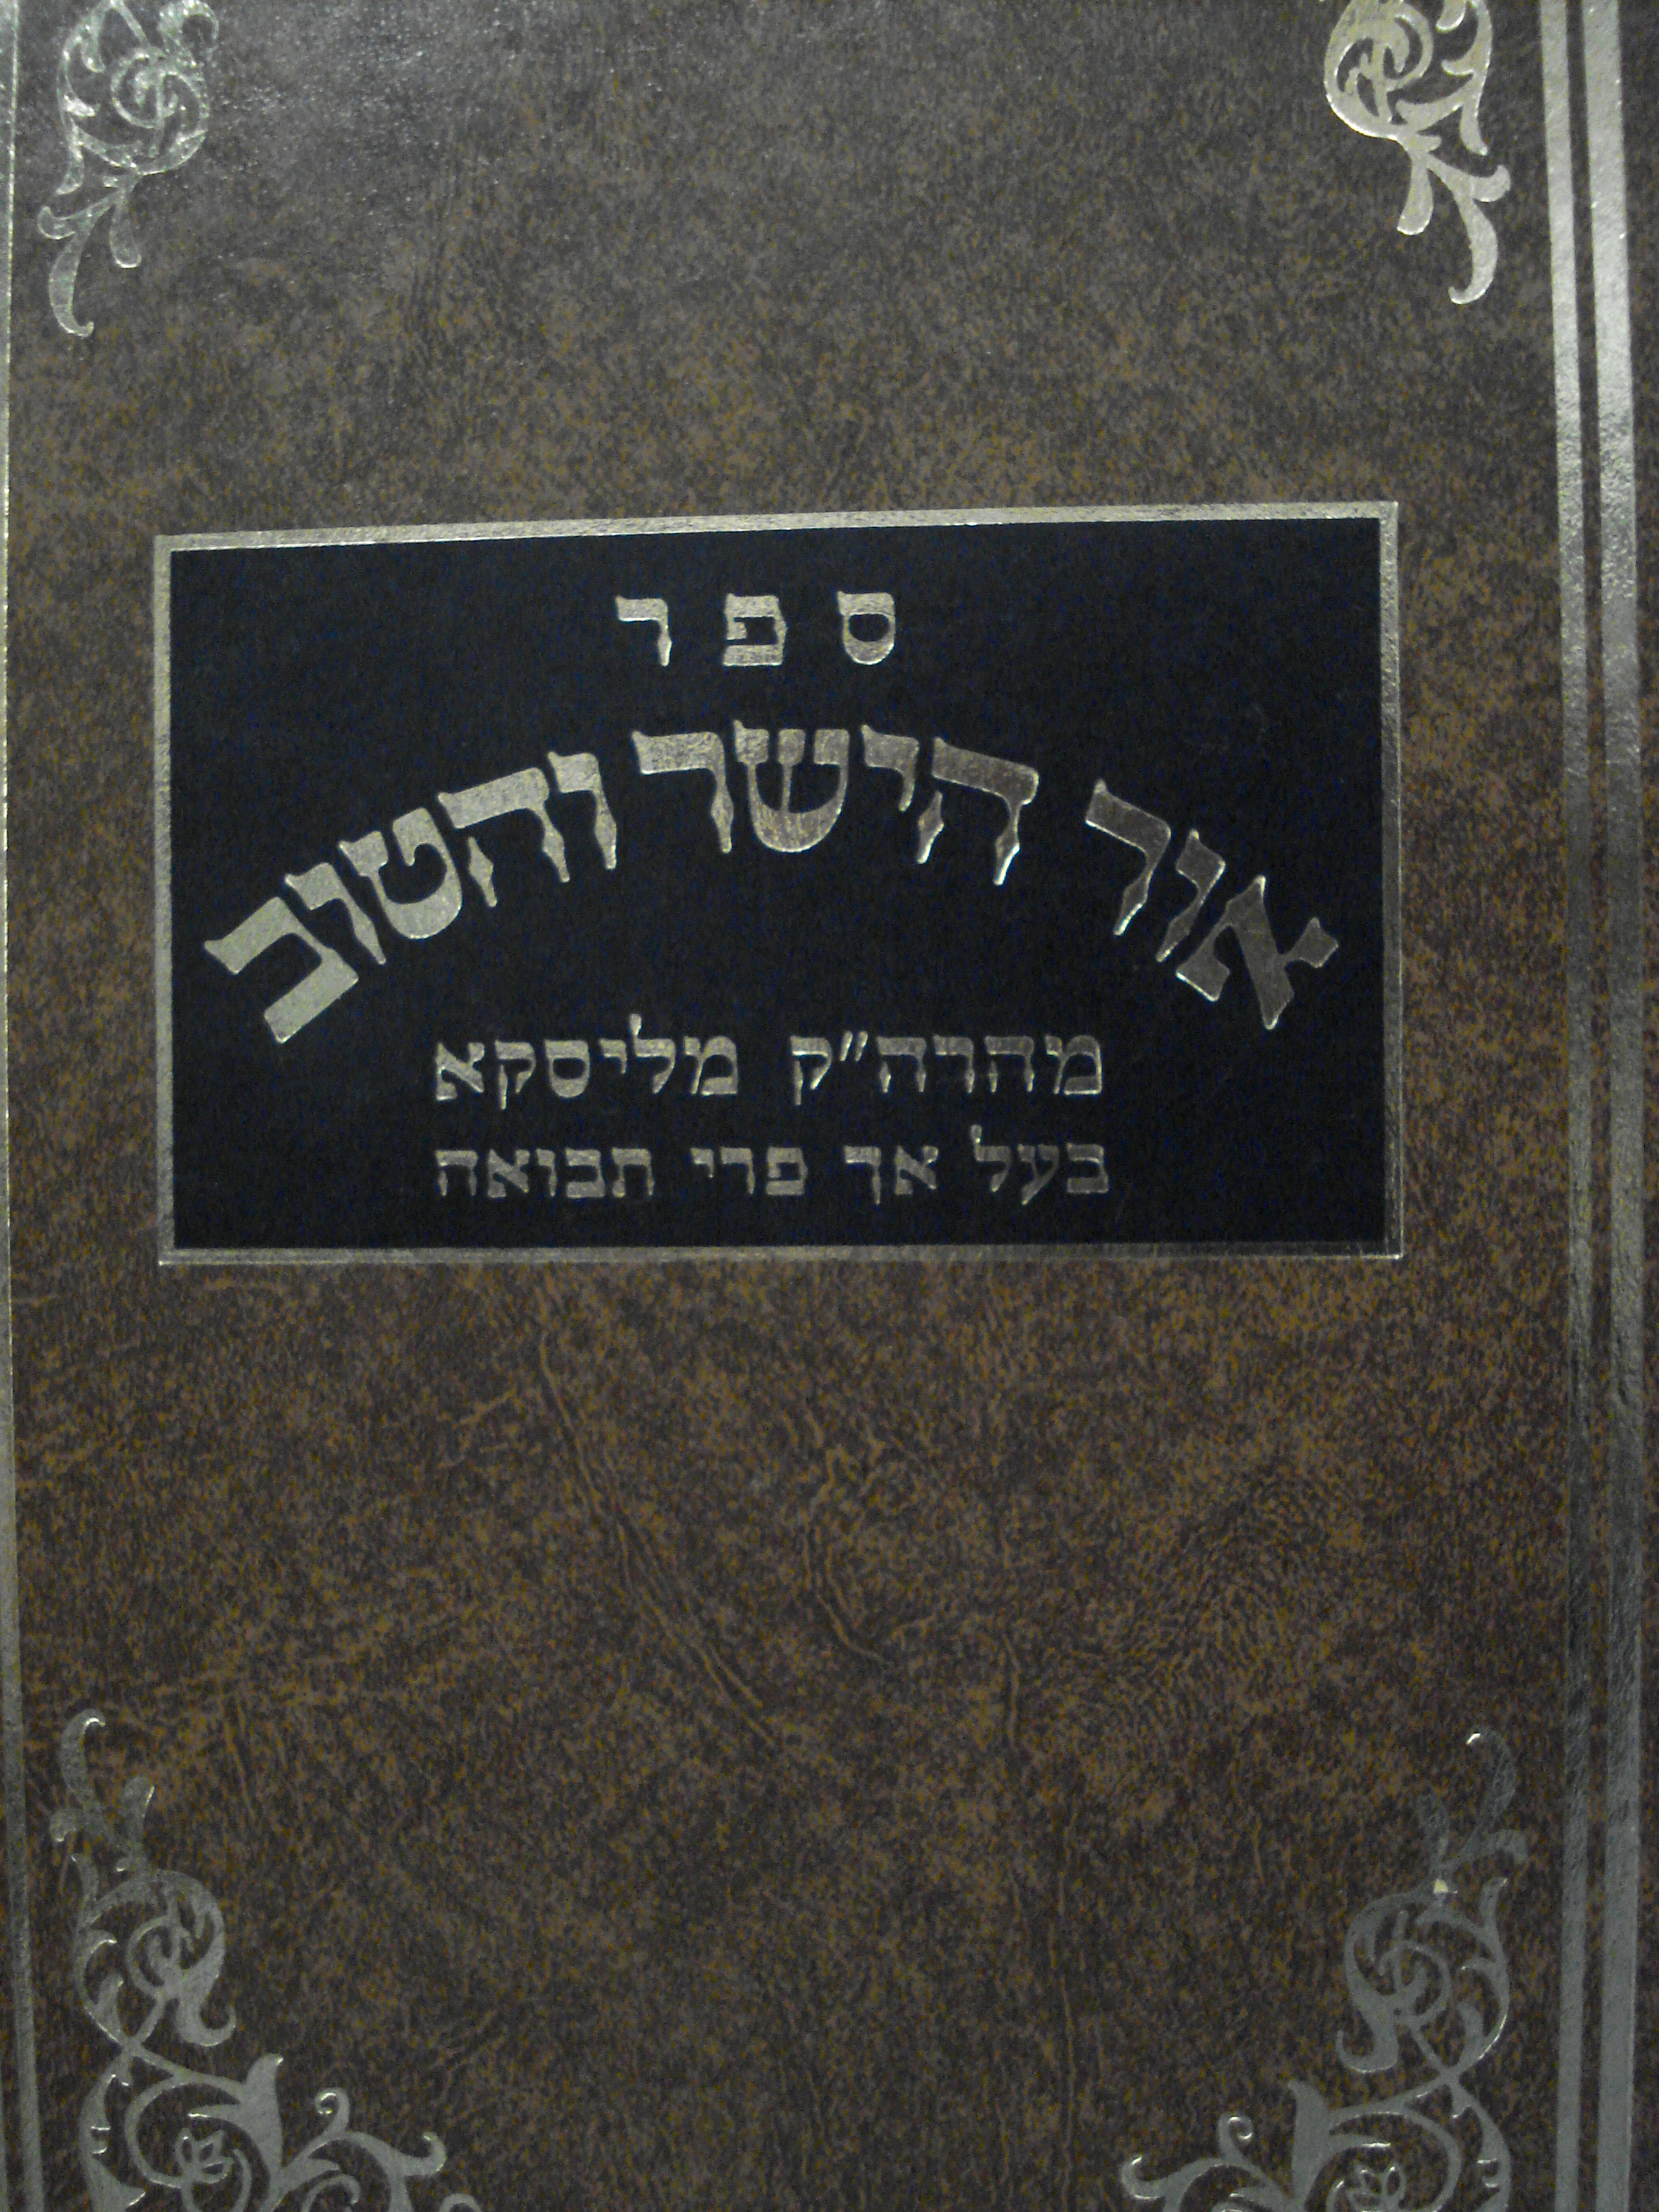 ספר
אור הישר והטוב
מהרה״ק מליסקא
בעל אך פרי תבואה